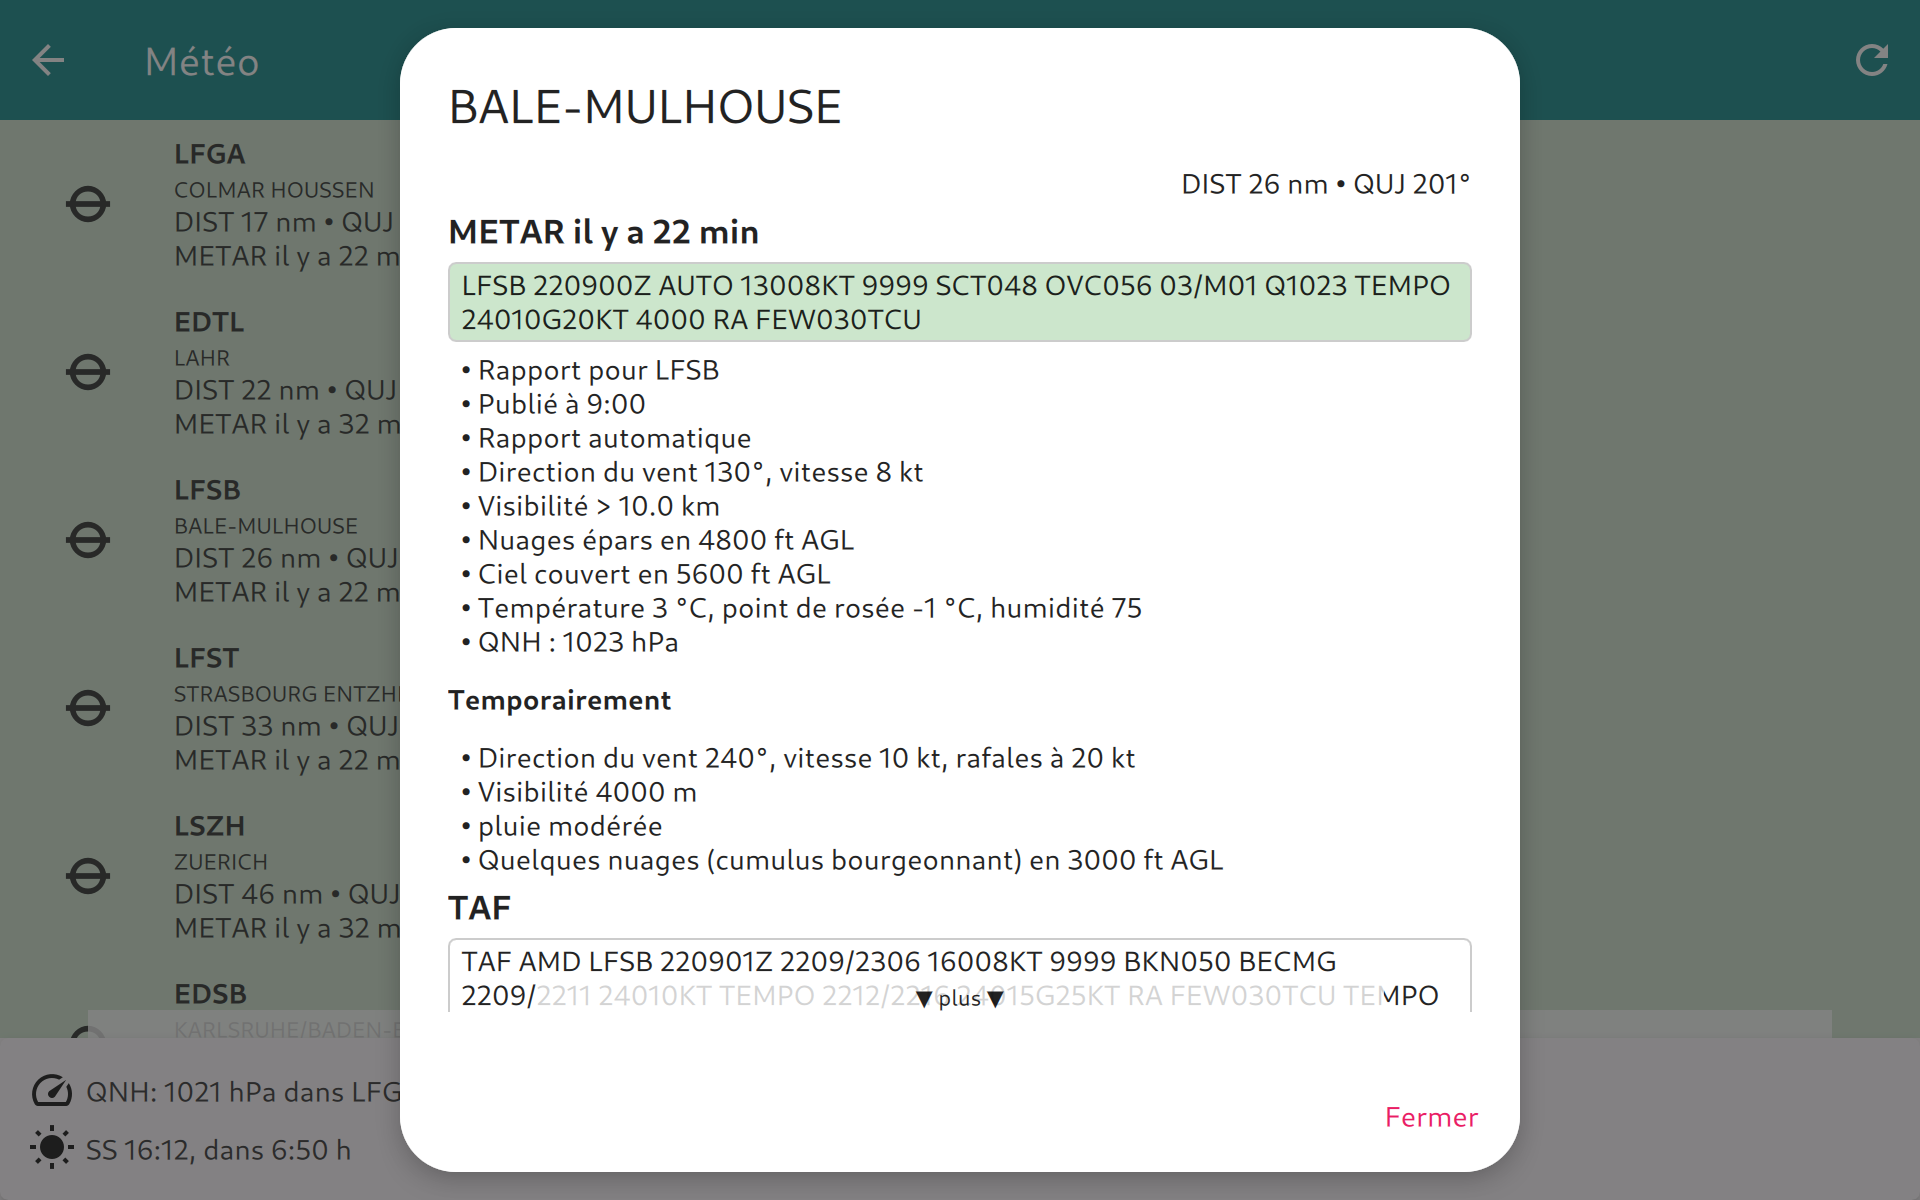 Météo
LFGA
COLMAR HOUSSEN
DIST 17 nm • QUJ
METAR il y a 22 m
EDTL
LAHR
DIST 22 nm • QUJ
METAR il y a 32 m
LFSB
BALE-MULHOUSE
DIST 26 nm • QUJ
METAR il y a 22 m
LFST
STRASBOURG ENTZH
DIST 33 nm • QUJ
METAR il y a 22 m
LSZH
ZUERICH
DIST 46 nm • QUJ
METAR il y a 32 m
EDSB
KARLSRUHE/BADEN-B
QNH: 1021 hPa dans LFG
SS 16:12, dans 6:50 h
BALE-MULHOUSE
DIST 26 nm • QUJ 201°
METAR il y a 22 min
LFSB 220900Z AUTO 13008KT 9999 SCT048 OVC056 03/M01 Q1023 TEMPO
24010G20KT 4000 RA FEW030TCU
• Rapport pour LFSB
• Publié à 9:00
• Rapport automatique
• Direction du vent 130°, vitesse 8 kt
• Visibilité > 10.0 km
• Nuages épars en 4800 ft AGL
• Ciel couvert en 5600 ft AGL
• Température 3 °C, point de rosée -1 °C, humidité 75
• QNH : 1023 hPa
Temporairement
• Direction du vent 240°, vitesse 10 kt, rafales à 20 kt
• Visibilité 4000 m
• pluie modérée
• Quelques nuages (cumulus bourgeonnant) en 3000 ft AGL
TAF
TAF AMD LFSB 220901Z 2209/2306 16008KT 9999 BKN050 BECMG
2209/2211 24010KT TEMPO 2212/2216 24015G25KT RA FEW030TCU TEMPO
▼ plus ▼
Fermer